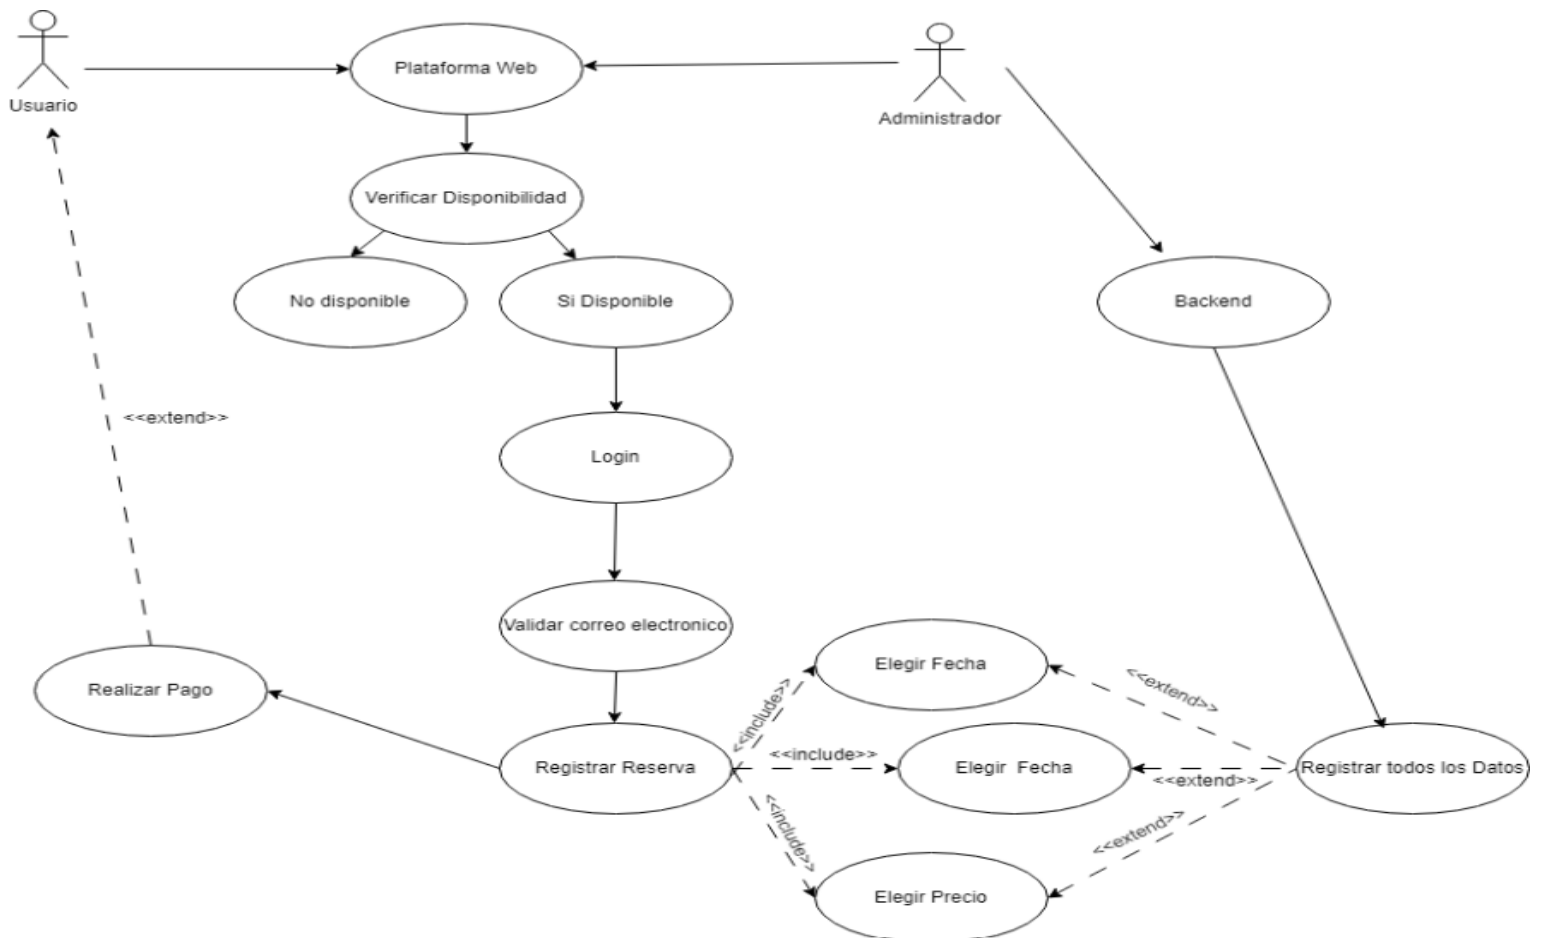 Plataforma Web
Usuario
Administrador
Verificar Disponibilidad
No disponible
Si Disponible
Backend
<<extend>>
Login
Validar correo electronico
Elegir Fecha
<<extend>>
Realizar Pago
<<include>>
<<include>>
Registrar Reserva
Elegir  Fecha
Registrar todos los Datos
<<extend>>
<<include>>
<<extend>>
Elegir Precio